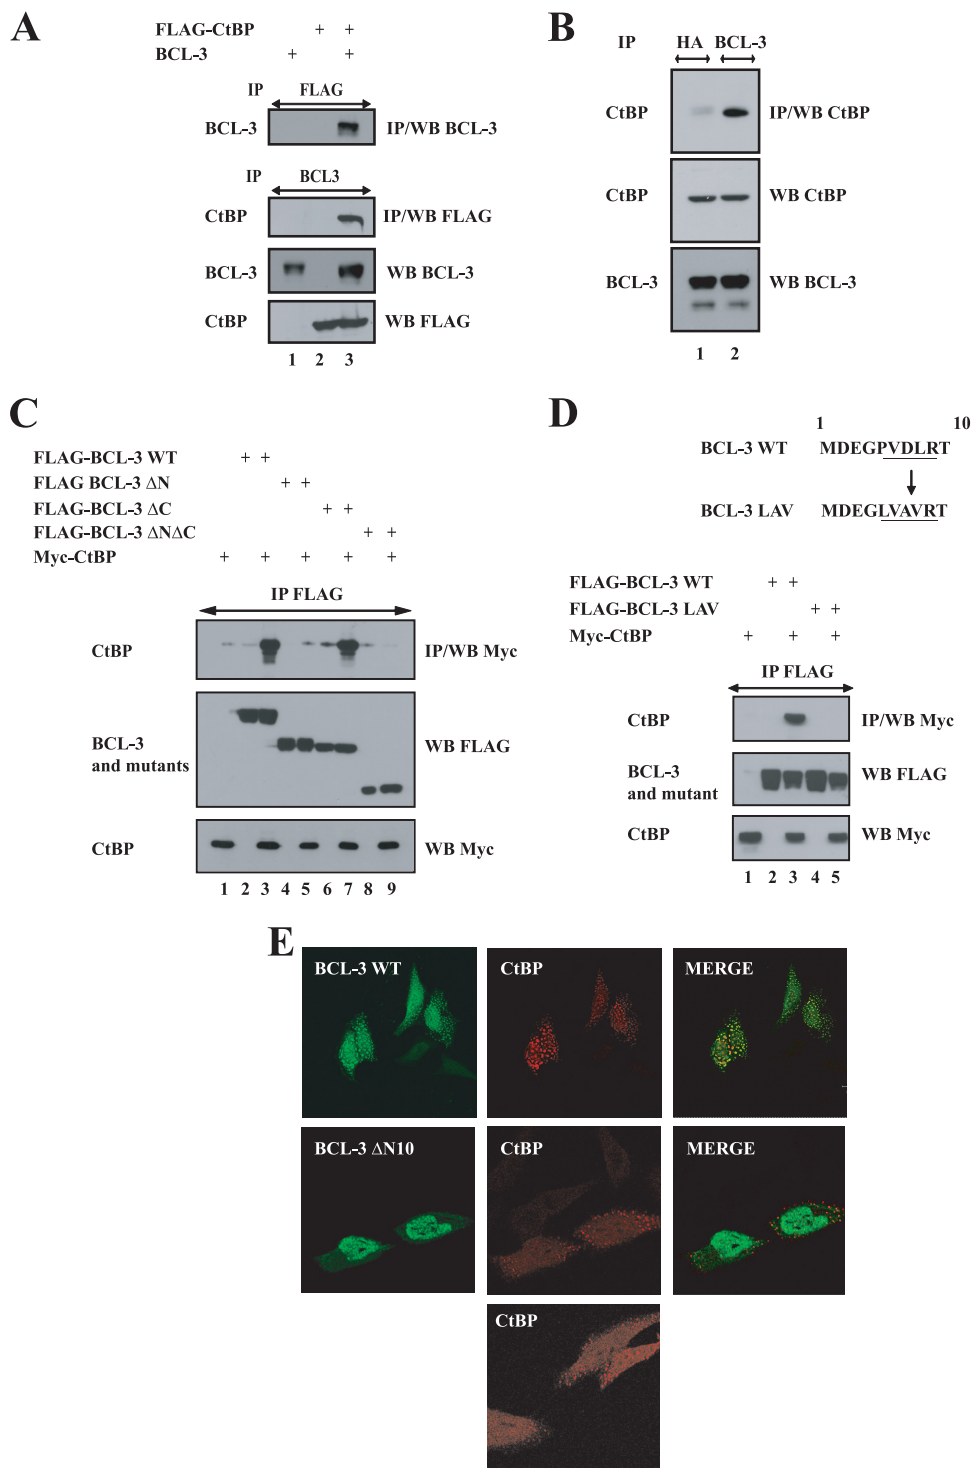 A
FLAG-CtBP + +
BCL-3 + +
IP FLAG
BCL-3 IP/WB BCL-3
IP BCL3
CtBP IP/WB FLAG
BCL-3 WB BCL-3
CtBP WB FLAG
1 2 3
B
IP HA BCL-3
CtBP IP/WB CtBP
CtBP WB CtBP
BCL-3 WB BCL-3
1 2
C
FLAG-BCL-3 WT + +
FLAG BCL-3 ΔN + +
FLAG-BCL-3 ΔC + +
FLAG-BCL-3 ΔNΔC + +
Myc-CtBP + + + + +
IP FLAG
CtBP IP/WB Myc
BCL-3
and mutants WB FLAG
CtBP WB Myc
1 2 3 4 5 6 7 8 9
D
1 10
BCL-3 WT MDEGPVDLRT
BCL-3 LAV MDEGLVAVRT
FLAG-BCL-3 WT + +
FLAG-BCL-3 LAV + +
Myc-CtBP + + +
IP FLAG
CtBP IP/WB Myc
BCL-3
and mutant WB FLAG
CtBP WB Myc
1 2 3 4 5
E
BCL-3 WT CtBP MERGE
BCL-3 ΔN10 CtBP MERGE
CtBP